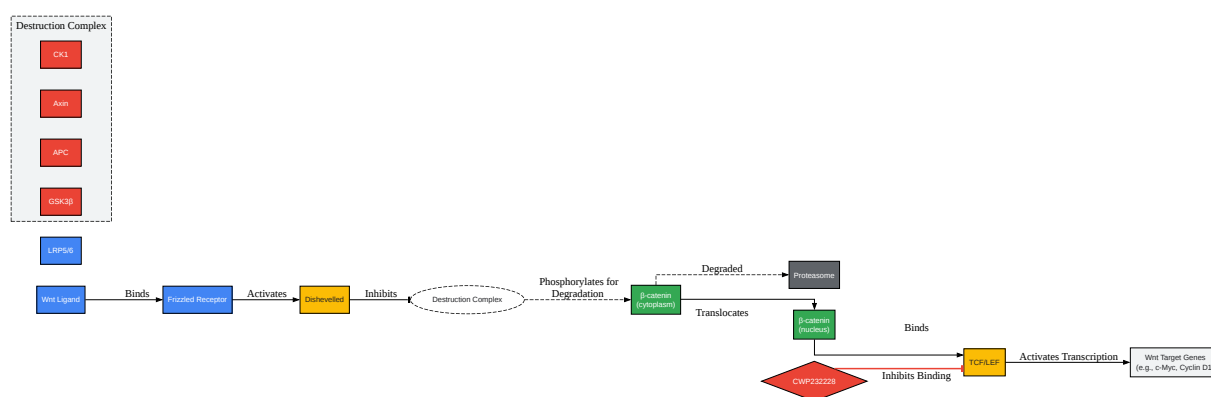 Destruction Complex
CK1
Axin
APC
GSK3β
LRP5/6
Wnt Ligand
Binds
Frizzled Receptor
Activates
Dishevelled
Inhibits
Destruction Complex
Phosphorylates for
Degradation
β-catenin
(cytoplasm)
Degraded
Proteasome
Translocates
β-catenin
(nucleus)
Binds
CWP232228
Inhibits Binding
TCF/LEF
Activates Transcription
Wnt Target Genes
(e.g., c-Myc, Cyclin D1